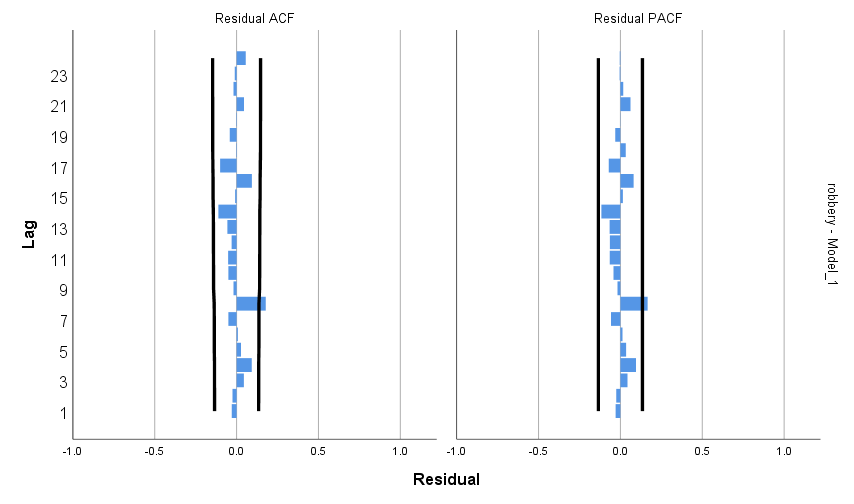 Residual ACF
Residual PACF
23
21
19
17
15
13
11
9
7
5
3
1
Lag
-1.0 -0.5 0.0 0.5 1.0
-1.0 -0.5 0.0 0.5 1.0
Residual
robbery - Model_1